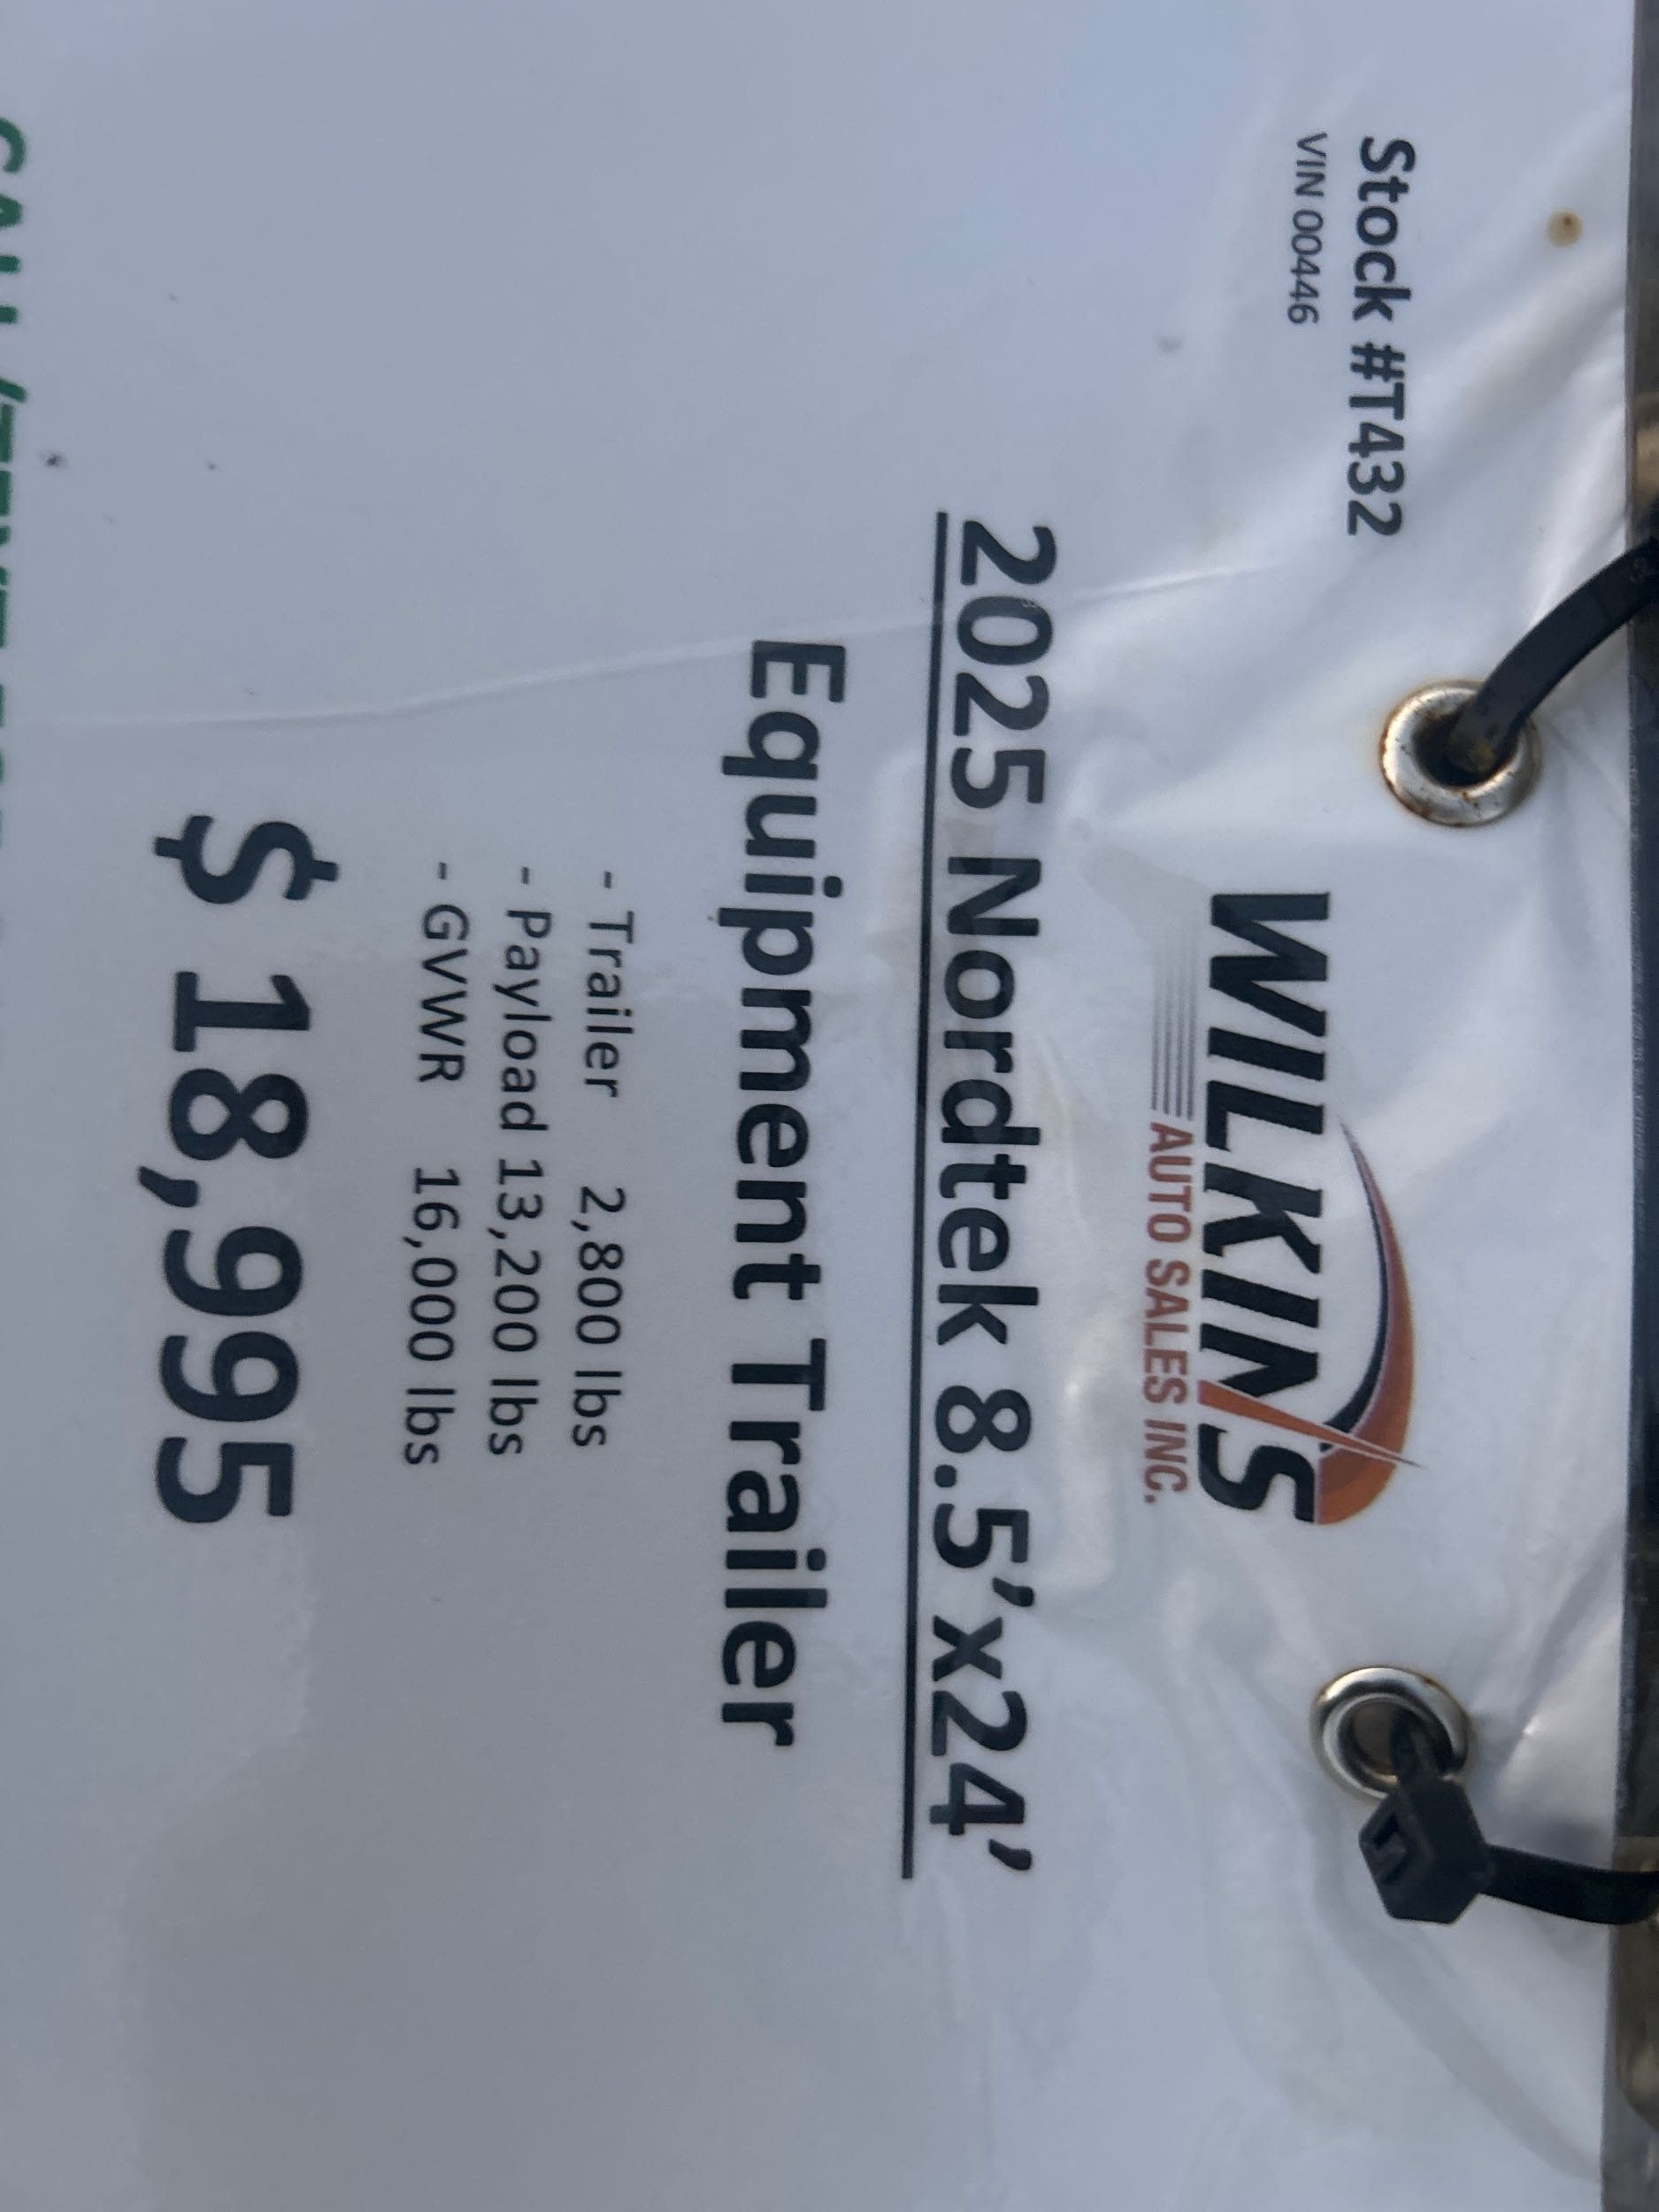 Stock #T432
VIN 00446
WILKINS
AUTO SALES INC.
2025 Nordtek 8.5’x24’
Equipment Trailer
- Trailer 2,800 lbs
- Payload 13,200 lbs
- GVWR 16,000 lbs
$ 18,995